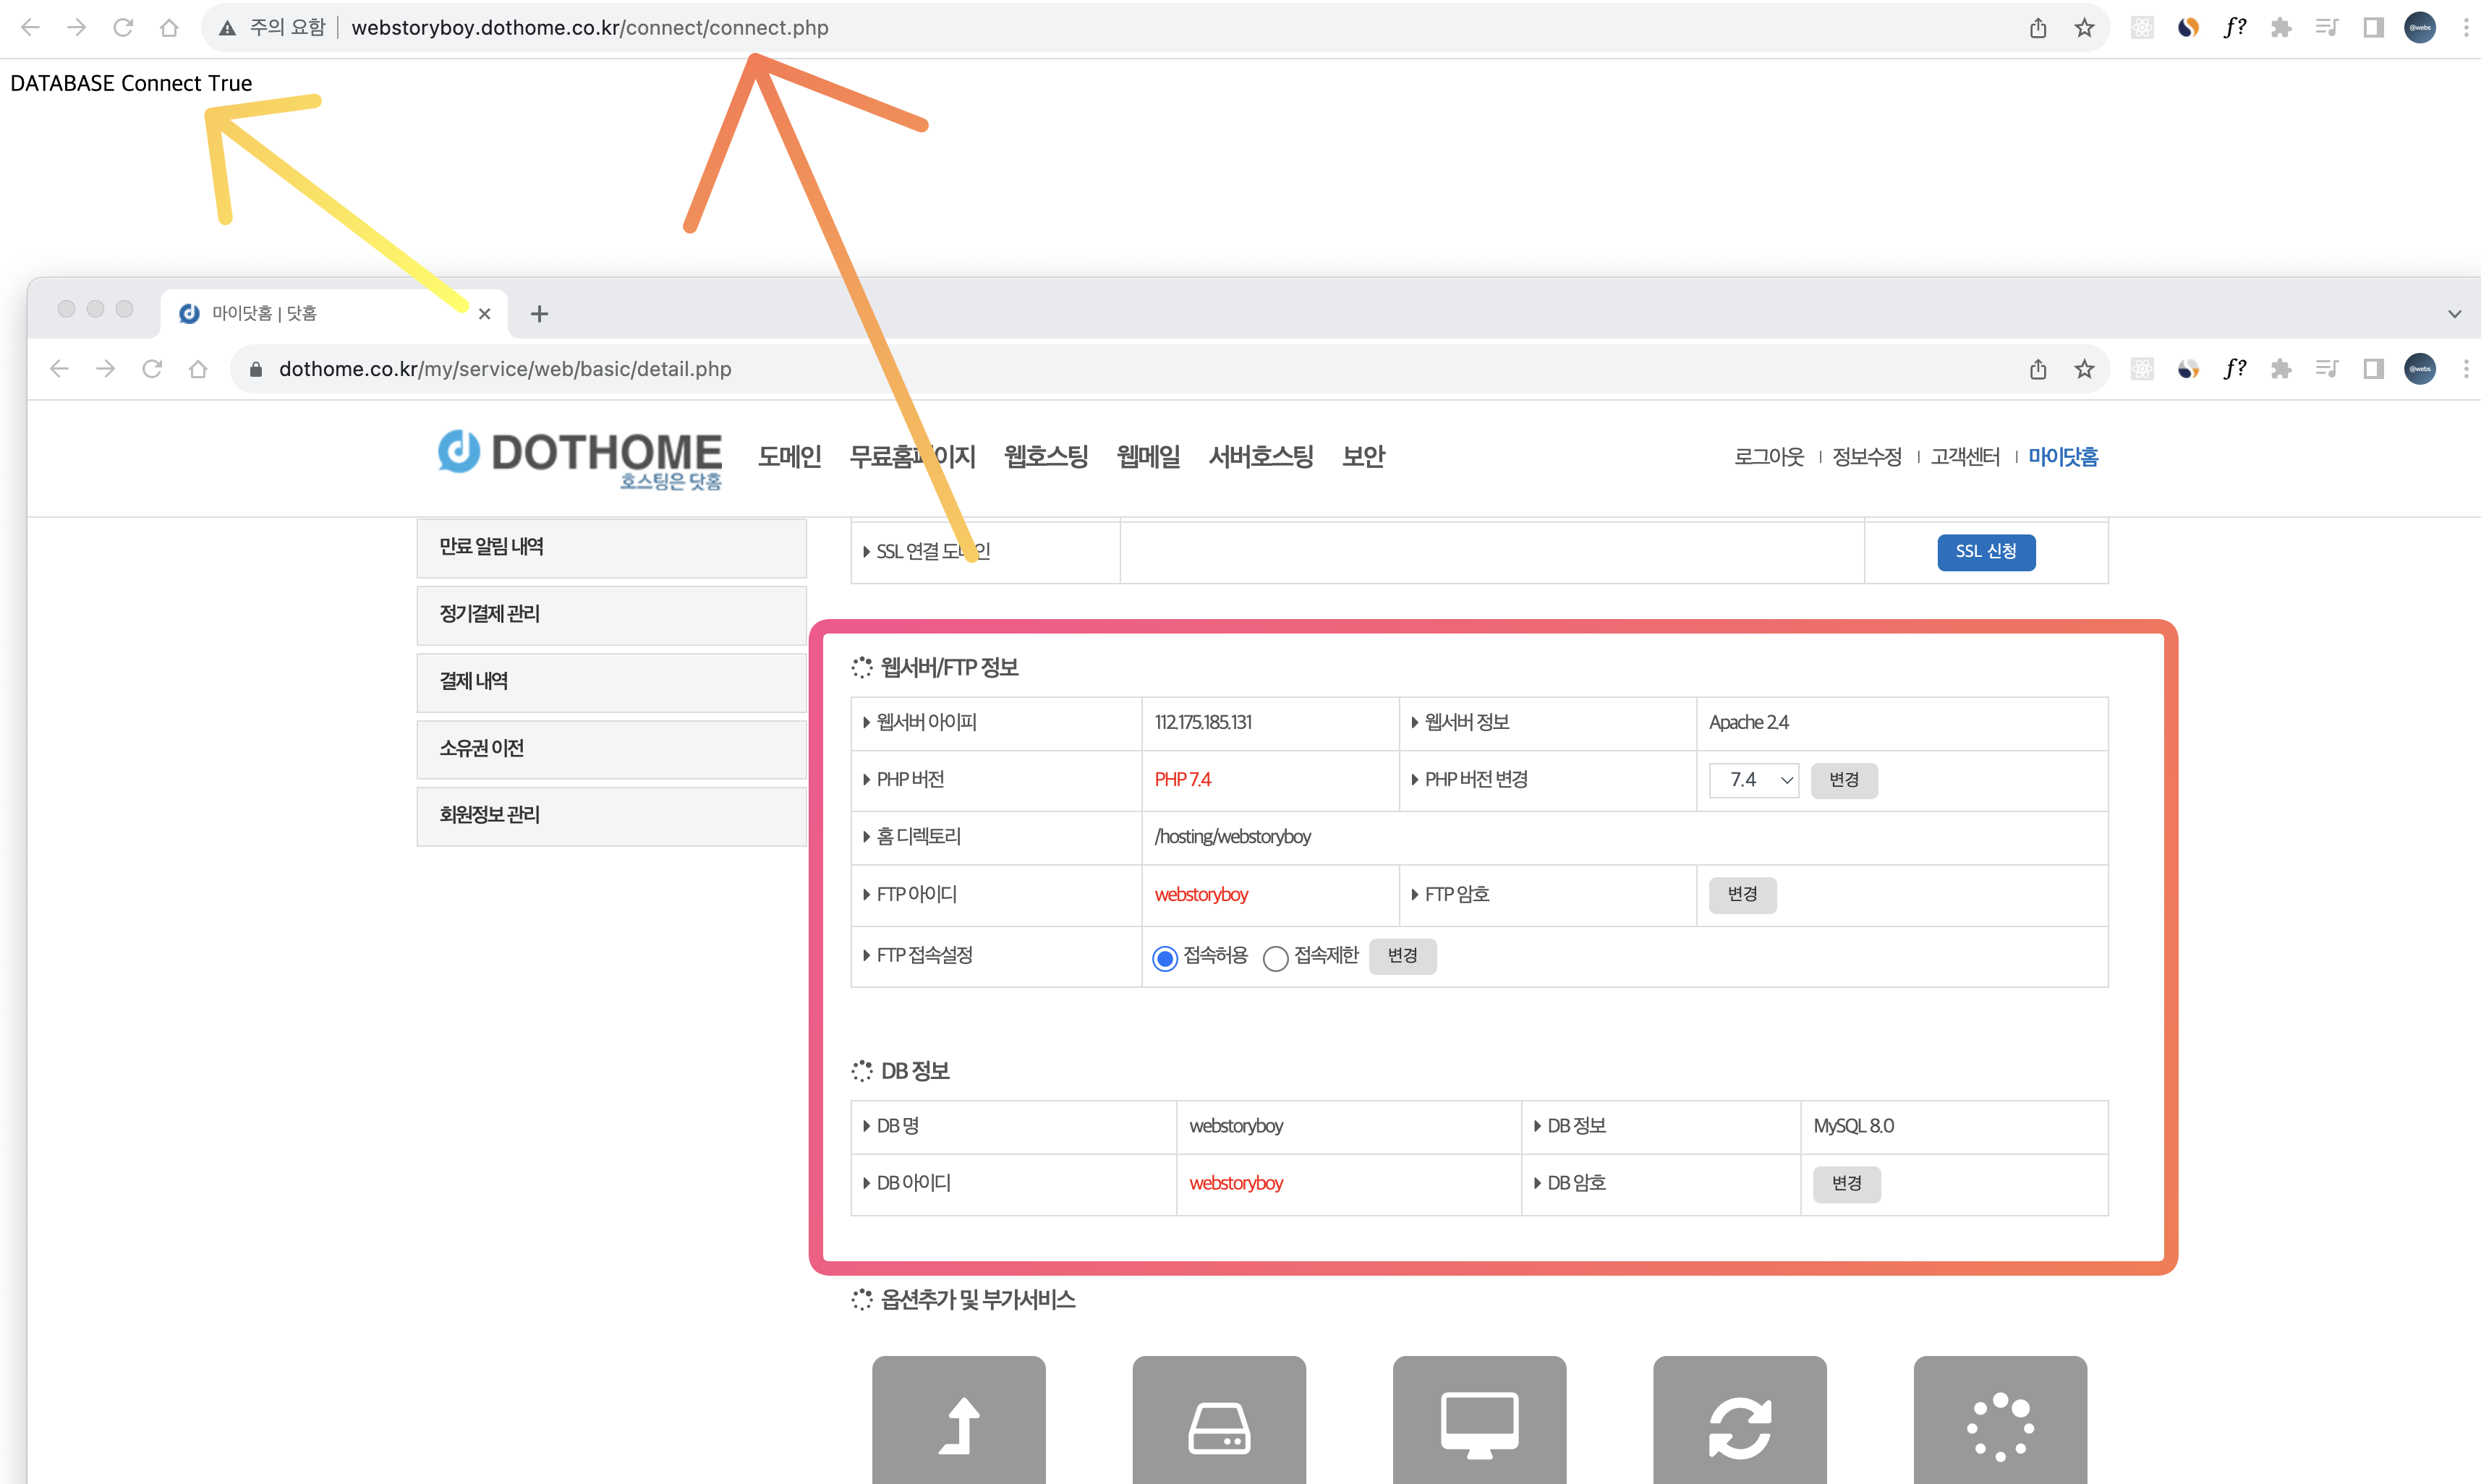 주의 요함 webstoryboy.dothome.co.kr/connect/connect.php
DATABASE Connect True
마이닷홈 | 닷홈
dothome.co.kr/my/service/web/basic/detail.php
DOTHOME 도메인 무료홈페이지 웹호스팅 웹메일 서버호스팅 보안 로그아웃 정보수정 고객센터 마이닷홈
호스팅은 닷홈
만료 알림 내역
정기결제 관리
결제 내역
소유권 이전
회원정보 관리
SSL 연결 도메인 SSL 신청
웹서버/FTP 정보
웹서버 아이피 112.175.185.131 웹서버 정보 Apache 2.4
PHP 버전 PHP 7.4 PHP 버전 변경 7.4 변경
홈 디렉토리 /hosting/webstoryboy
FTP 아이디 webstoryboy FTP 암호 변경
FTP 접속설정 접속허용 접속제한 변경
DB 정보
DB 명 webstoryboy DB 정보 MySQL 8.0
DB 아이디 webstoryboy DB 암호 변경
옵션추가 및 부가서비스